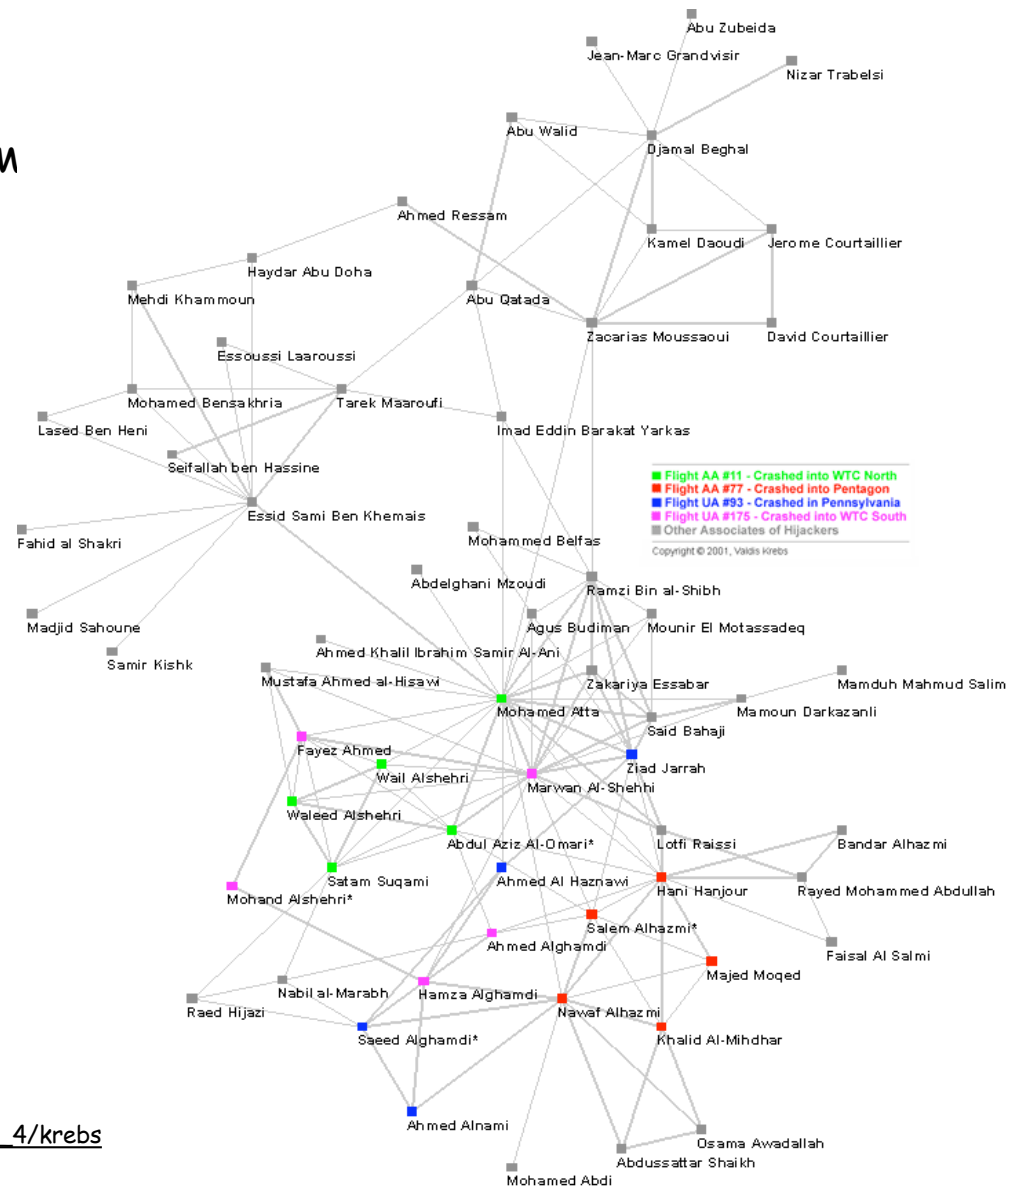 Abu Zubeida
Jean-Marc Grandvisir
Nizar Trabelsi
Abu Walid
Djamal Beghal
M
Ahmed Ressam
Kamel Daoudi
Jerome Courtaillier
Haydar Abu Doha
Mehdi Khammoun
Abu Qatada
Zacarias Moussaoui
David Courtaillier
Essoussi Laaroussi
Mohamed Bensakhria
Tarek Maaroufi
Lased Ben Heni
Imad Eddin Barakat Yarkas
Seifallah ben Hassine
Flight AA #11 - Crashed into WTC North
Flight AA #77 - Crashed into Pentagon
Flight UA #93 - Crashed in Pennsylvania
Flight UA #175 - Crashed into WTC South
Other Associates of Hijackers
Copyright © 2001, Valdis Krebs
Essid Sami Ben Khemais
Fahid al Shakri
Mohammed Belfas
Abdelghani Mzoudi
Ramzi Bin al-Shibh
Madjid Sahoune
Agus Budiman
Mounir El Motassadeq
Samir Kishk
Ahmed Khalil Ibrahim Samir Al-Ani
Mustafa Ahmed al-Hisawi
Zakariya Essabar
Mamduh Mahmud Salim
Mohamed Atta
Mamoun Darkazanli
Said Bahaji
Fayez Ahmed
Ziad Jarrah
Wail Alshehri
Marwan Al-Shehhi
Waleed Alshehri
Abdul Aziz Al-Omari*
Lotfi Raissi
Bandar Alhazmi
Satam Suqami
Ahmed Al Haznawi
Hani Hanjour
Rayed Mohammed Abdullah
Mohand Alshehri*
Salem Alhazmi*
Ahmed Alghamdi
Faisal Al Salmi
Majed Moqed
Nabil al-Marabh
Hamza Alghamdi
Raed Hijazi
Nawaf Alhazmi
Saeed Alghamdi*
Khalid Al-Mihdhar
Ahmed Alnami
_4/krebs
Osama Awadallah
Abdussattar Shaikh
Mohamed Abdi